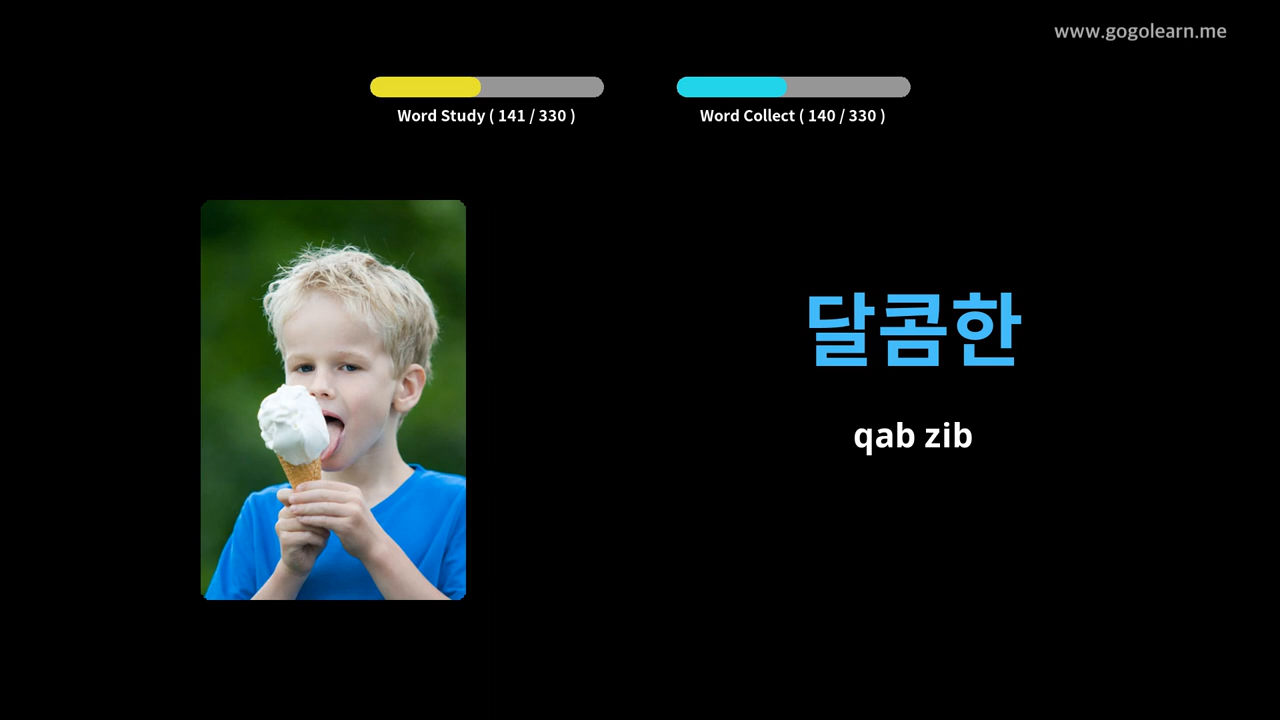 www.gogolearn.me
Word Study ( 141 / 330 )
Word Collect ( 140 / 330 )
달콤한
qab zib